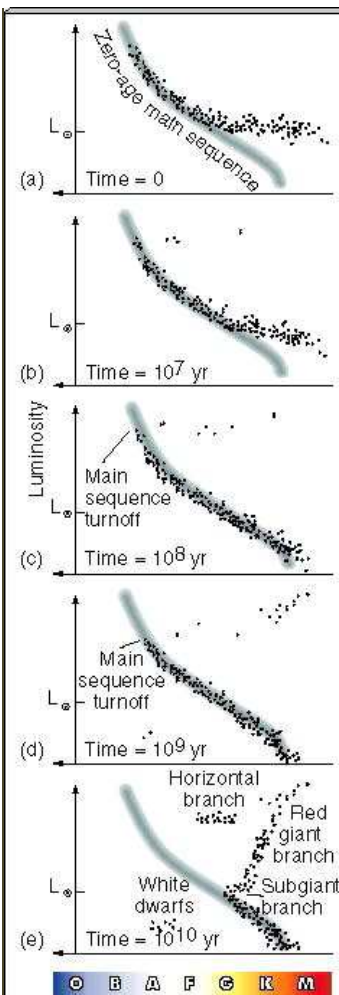 Zero-age main sequence
L⊙
(a) Time = 0
L⊙
(b) Time = 10⁷ yr
Luminosity
Main
sequence
turnoff
L⊙
(c) Time = 10⁸ yr
Main
sequence
turnoff
L⊙
(d) Time = 10⁹ yr
Horizontal
branch
Red
giant
branch
L⊙
White
dwarfs
Subgiant
branch
(e) Time = 10¹⁰ yr
O B A F G K M